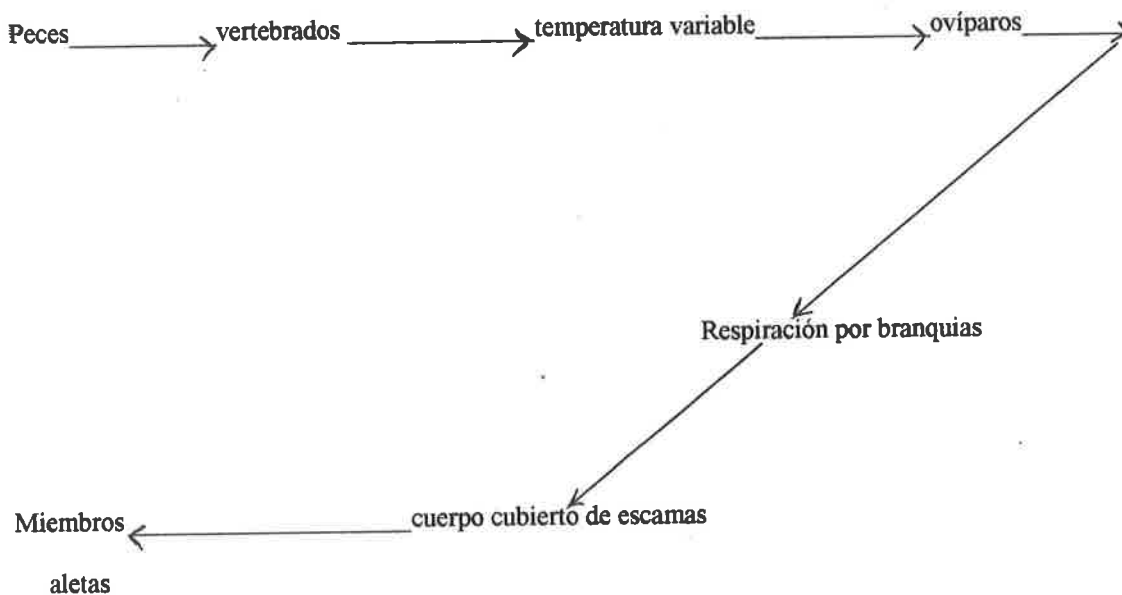 Peces vertebrados temperatura variable ovíparos
Respiración por branquias
cuerpo cubierto de escamas
Miembros
aletas